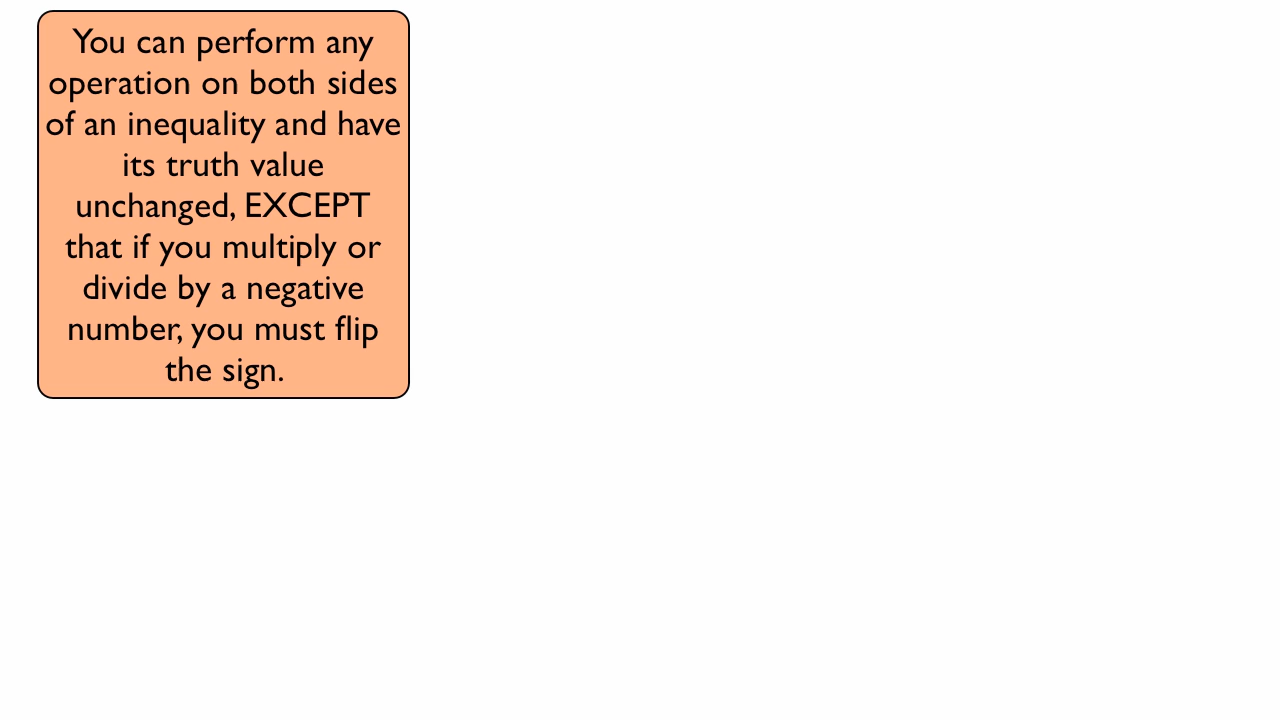 You can perform any
operation on both sides
of an inequality and have
its truth value
unchanged, EXCEPT
that if you multiply or
divide by a negative
number, you must flip
the sign.